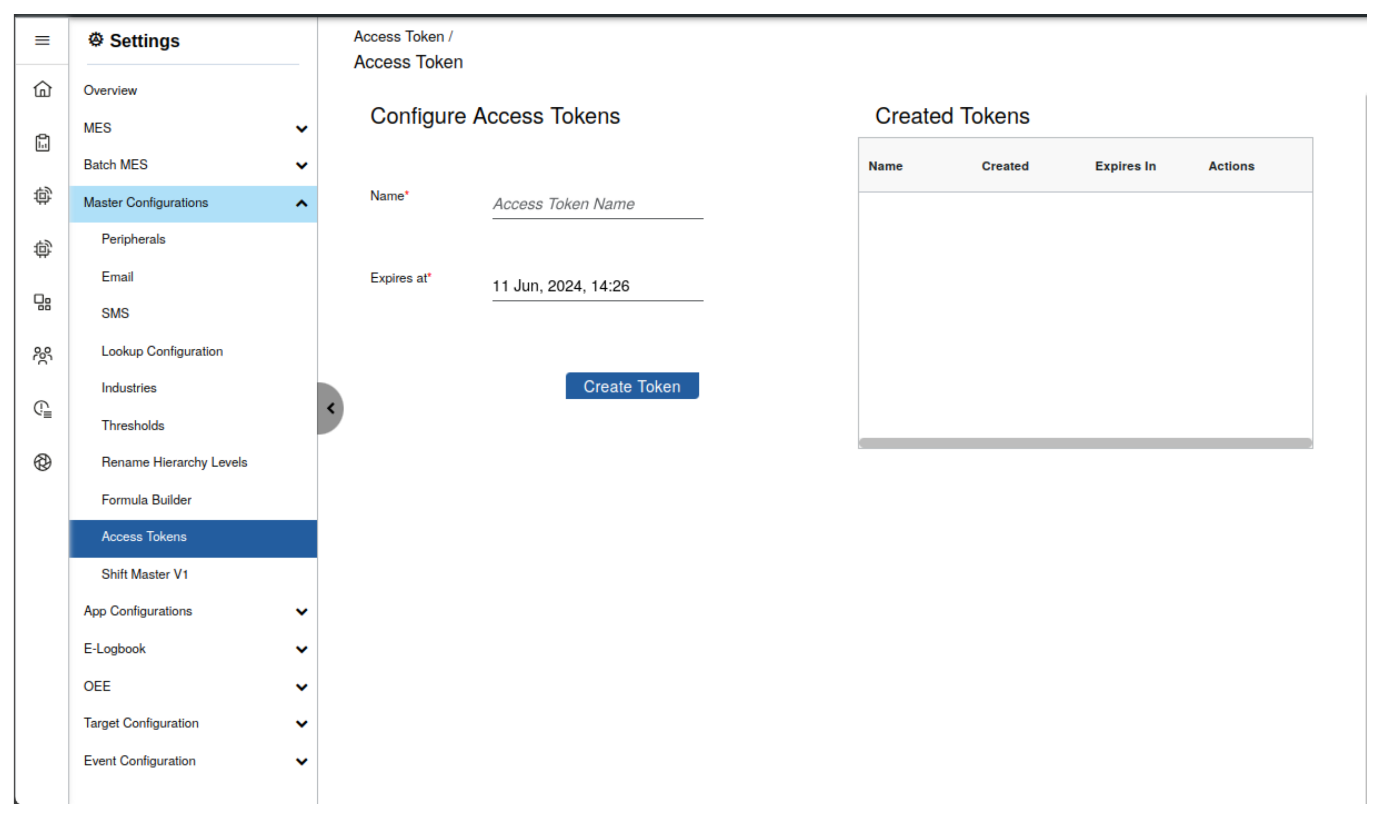 Settings
Overview
MES
Batch MES
Master Configurations
Peripherals
Email
SMS
Lookup Configuration
Industries
Thresholds
Rename Hierarchy Levels
Formula Builder
Access Tokens
Shift Master V1
App Configurations
E-Logbook
OEE
Target Configuration
Event Configuration
Access Token /
Access Token
Configure Access Tokens
Name*
Access Token Name
Expires at*
11 Jun, 2024, 14:26
Create Token
Created Tokens
Name Created Expires In Actions